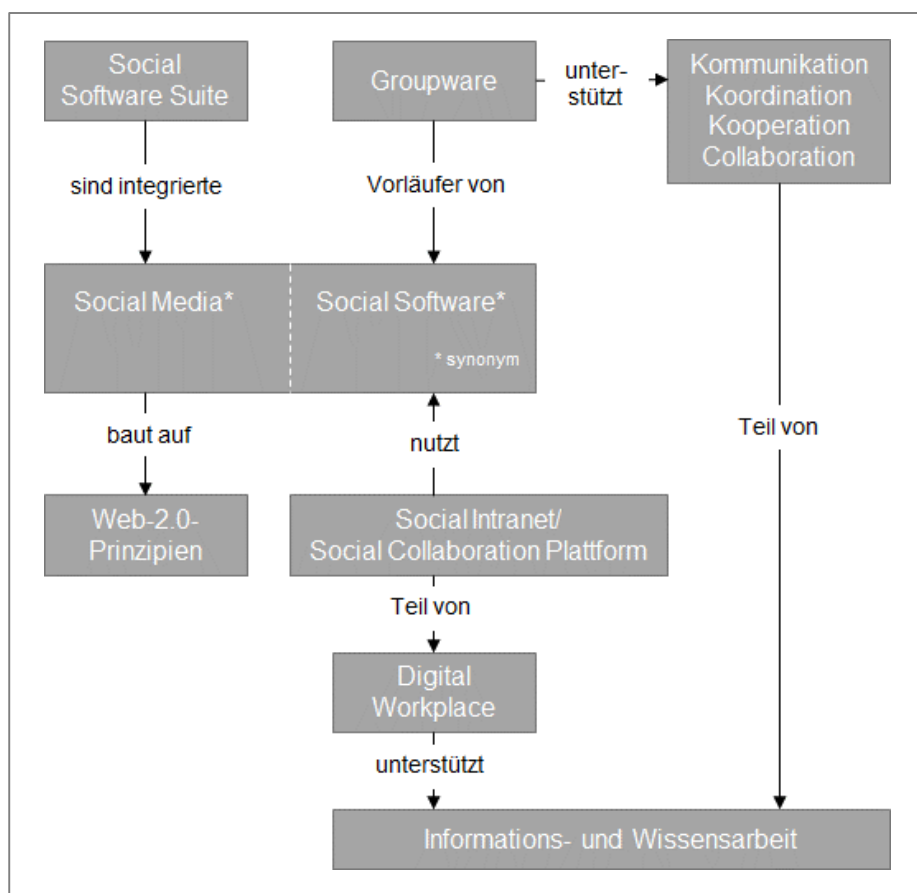 Social
Software Suite
Groupware
unter-
stützt
Kommunikation
Koordination
Kooperation
Collaboration
sind integrierte
Vorläufer von
Social Media*
Social Software*
* synonym
baut auf
nutzt
Teil von
Web-2.0-
Prinzipien
Social Intranet/
Social Collaboration Plattform
Teil von
Digital
Workplace
unterstützt
Informations- und Wissensarbeit